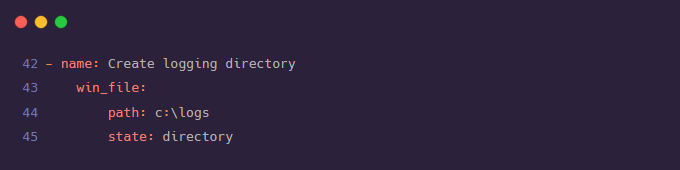 42 - name: Create logging directory
43     win_file:
44         path: c:\logs
45         state: directory